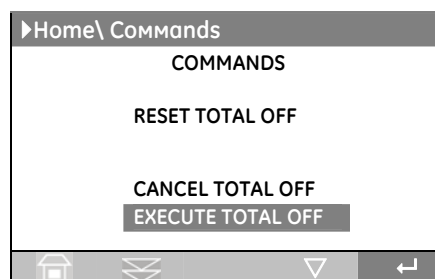 Home\ Commands
COMMANDS
RESET TOTAL OFF
CANCEL TOTAL OFF
EXECUTE TOTAL OFF